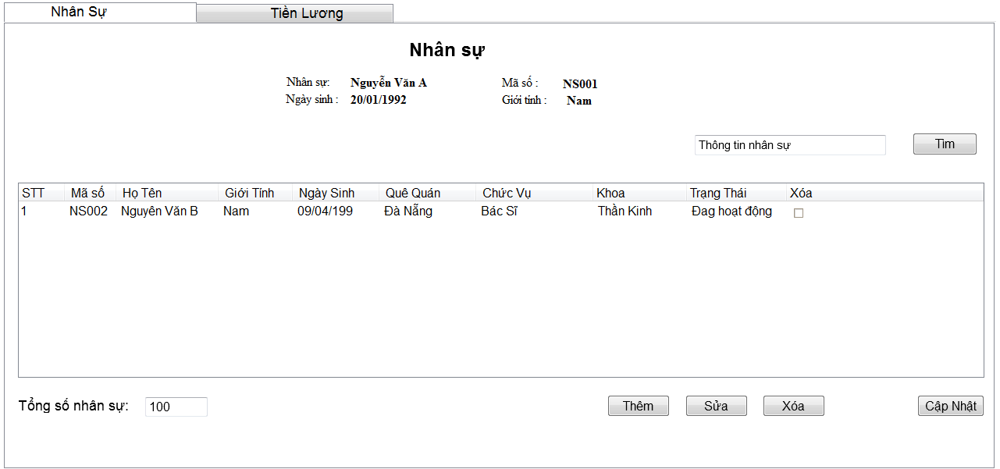 Nhân Sự Tiền Lương
Nhân sự
Nhân sự: Nguyễn Văn A Mã số : NS001
Ngày sinh : 20/01/1992 Giới tính : Nam
Thông tin nhân sự Tìm
STT Mã số Họ Tên Giới Tính Ngày Sinh Quê Quán Chức Vụ Khoa Trạng Thái Xóa
1 NS002 Nguyên Văn B Nam 09/04/199 Đà Nẵng Bác Sĩ Thần Kinh Đag hoạt động
Tổng số nhân sự: 100 Thêm Sửa Xóa Cập Nhật